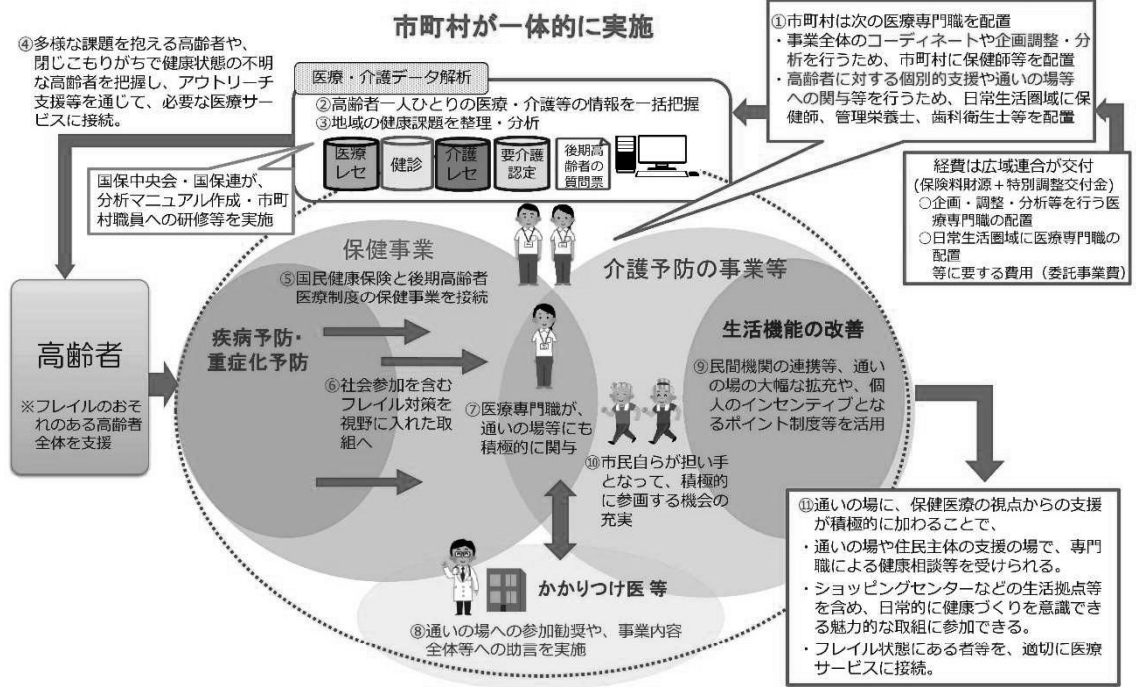 市町村が一体的に実施
①市町村は次の医療専門職を配置
・事業全体のコーディネートや企画調整・分
析を行うため、市町村に保健師等を配置
・高齢者に対する個別的支援や通いの場等
への関与等を行うため、日常生活圏域に保
健師、管理栄養士、歯科衛生士等を配置
④多様な課題を抱える高齢者や、
閉じこもりがちで健康状態の不明
な高齢者を把握し、アウトリーチ
支援等を通じて、必要な医療サー
ビスに接続。
医療・介護データ解析
②高齢者一人ひとりの医療・介護等の情報を一括把握
③地域の健康課題を整理・分析
医療
レセ
健診
介護
レセ
要介護
認定
後期高
齢者の
質問票
国保中央会・国保連が、
分析マニュアル作成・市町
村職員への研修等を実施
経費は広域連合が交付
(保険料財源+特別調整交付金)
○企画・調整・分析等を行う医
療専門職の配置
○日常生活圏域に医療専門職の
配置
等に要する費用(委託事業費)
高齢者
※フレイルのおそ
れのある高齢者
全体を支援
保健事業
⑤国民健康保険と後期高齢者
医療制度の保健事業を接続
疾病予防・
重症化予防
⑥社会参加を含む
フレイル対策を
視野に入れた取
組へ
⑦医療専門職が、
通いの場等にも
積極的に関与
介護予防の事業等
生活機能の改善
⑨民間機関の連携等、通い
の場の大幅な拡充や、個
人のインセンティブとな
るポイント制度等を活用
⑩市民自らが担い手
となって、積極的
に参画する機会の
充実
かかりつけ医 等
⑧通いの場への参加勧奨や、事業内容
全体等への助言を実施
⑪通いの場に、保健医療の視点からの支援
が積極的に加わることで、
・通いの場や住民主体の支援の場で、専門
職による健康相談等を受けられる。
・ショッピングセンターなどの生活拠点等
を含め、日常的に健康づくりを意識できる
魅力的な取組に参加できる。
・フレイル状態にある者等を、適切に医療
サービスに接続。